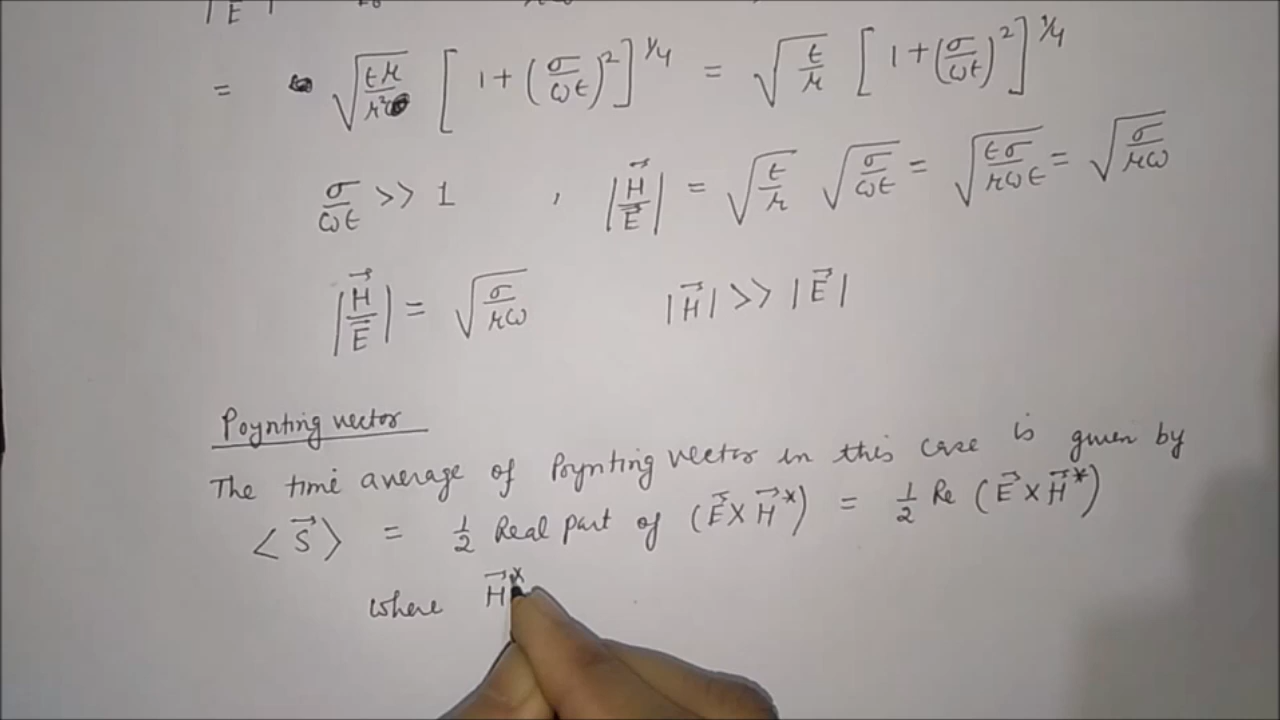 | E |
= √(ϵμ/μ²) [ 1 + (σ/ωϵ)² ]^1/4 = √(ϵ/μ) [ 1 + (σ/ωϵ)² ]^1/4
σ/ωϵ >> 1 , |H⃗/E⃗| = √(ϵ/μ) √(σ/ωϵ) = √(ϵσ/μωϵ) = √(σ/μω)
|H⃗/E⃗| = √(σ/μω) |H⃗| >> |E⃗|
Poynting vector
The time average of Poynting vector in this case is given by
⟨S⃗⟩ = 1/2 Real part of (E⃗ X H⃗*) = 1/2 Re (E⃗ X H⃗*)
where H⃗*